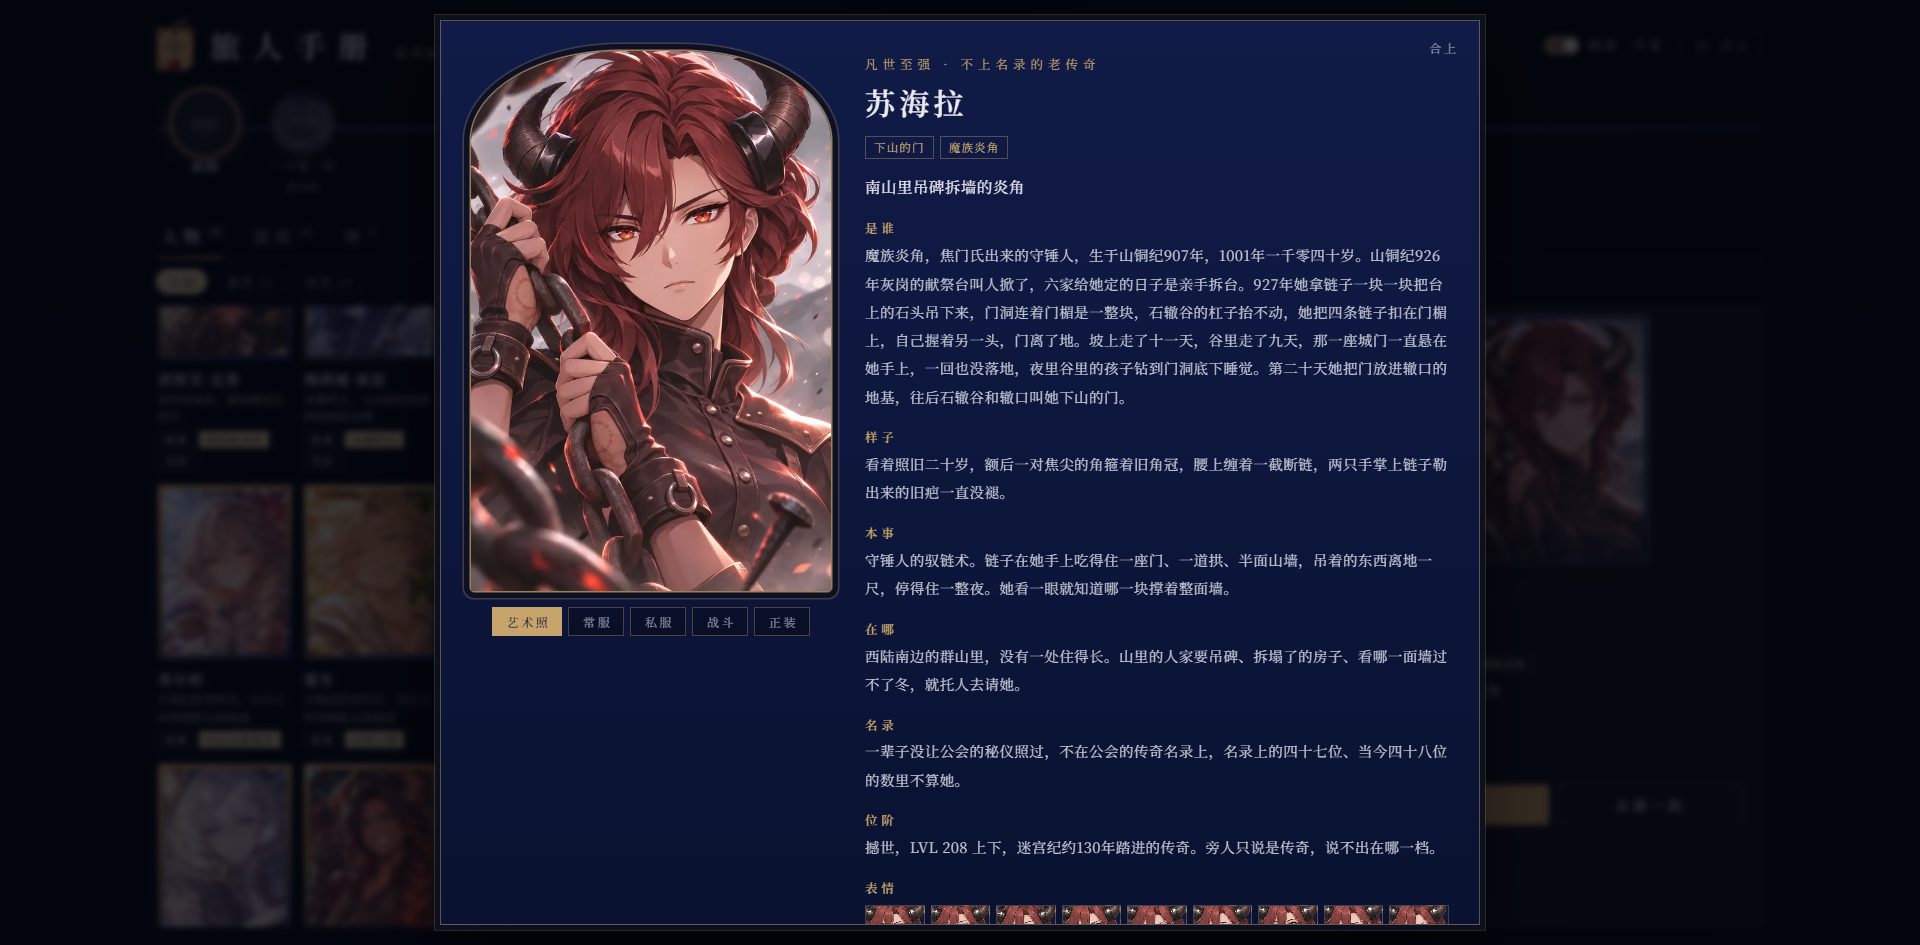 旅人手册
合上
凡世至强 · 不上名录的老传奇
苏海拉
下山的门
魔族炎角
南山里吊碑拆墙的炎角
是谁
魔族炎角，焦门氏出来的守锤人，生于山铜纪907年，1001年一千零四十岁。山铜纪926
年灰岗的献祭台叫人掀了，六家给她定的日子是亲手拆台。927年她拿链子一块一块把台
上的石头吊下来，门洞连着门楣是一整块，石辙谷的杠子抬不动，她把四条链子扣在门楣
上，自己握着另一头，门离了地。坡上走了十一天，谷里走了九天，那一座城门一直悬在
她手上，一回也没落地，夜里谷里的孩子钻到门洞底下睡觉。第二十天她把门放进辙口的
地基，往后石辙谷和辙口叫她下山的门。
样子
看着照旧二十岁，额后一对焦尖的角箍着旧角冠，腰上缠着一截断链，两只手掌上链子勒
出来的旧疤一直没褪。
本事
守锤人的驭链术。链子在她手上吃得住一座门、一道拱、半面山墙，吊着的东西离地一
尺，停得住一整夜。她看一眼就知道哪一块撑着整面墙。
在哪
西陆南边的群山里，没有一处住得长。山里的人家要吊碑、拆塌了的房子、看哪一面墙过
不了冬，就托人去请她。
名录
一辈子没让公会的秘仪照过，不在公会的传奇名录上，名录上的四十七位、当今四十八位
的数里不算她。
位阶
撼世，LVL 208 上下，迷宫纪约130年踏进的传奇。旁人只说是传奇，说不出在哪一档。
表情
艺术照
常服
私服
战斗
正装
人物